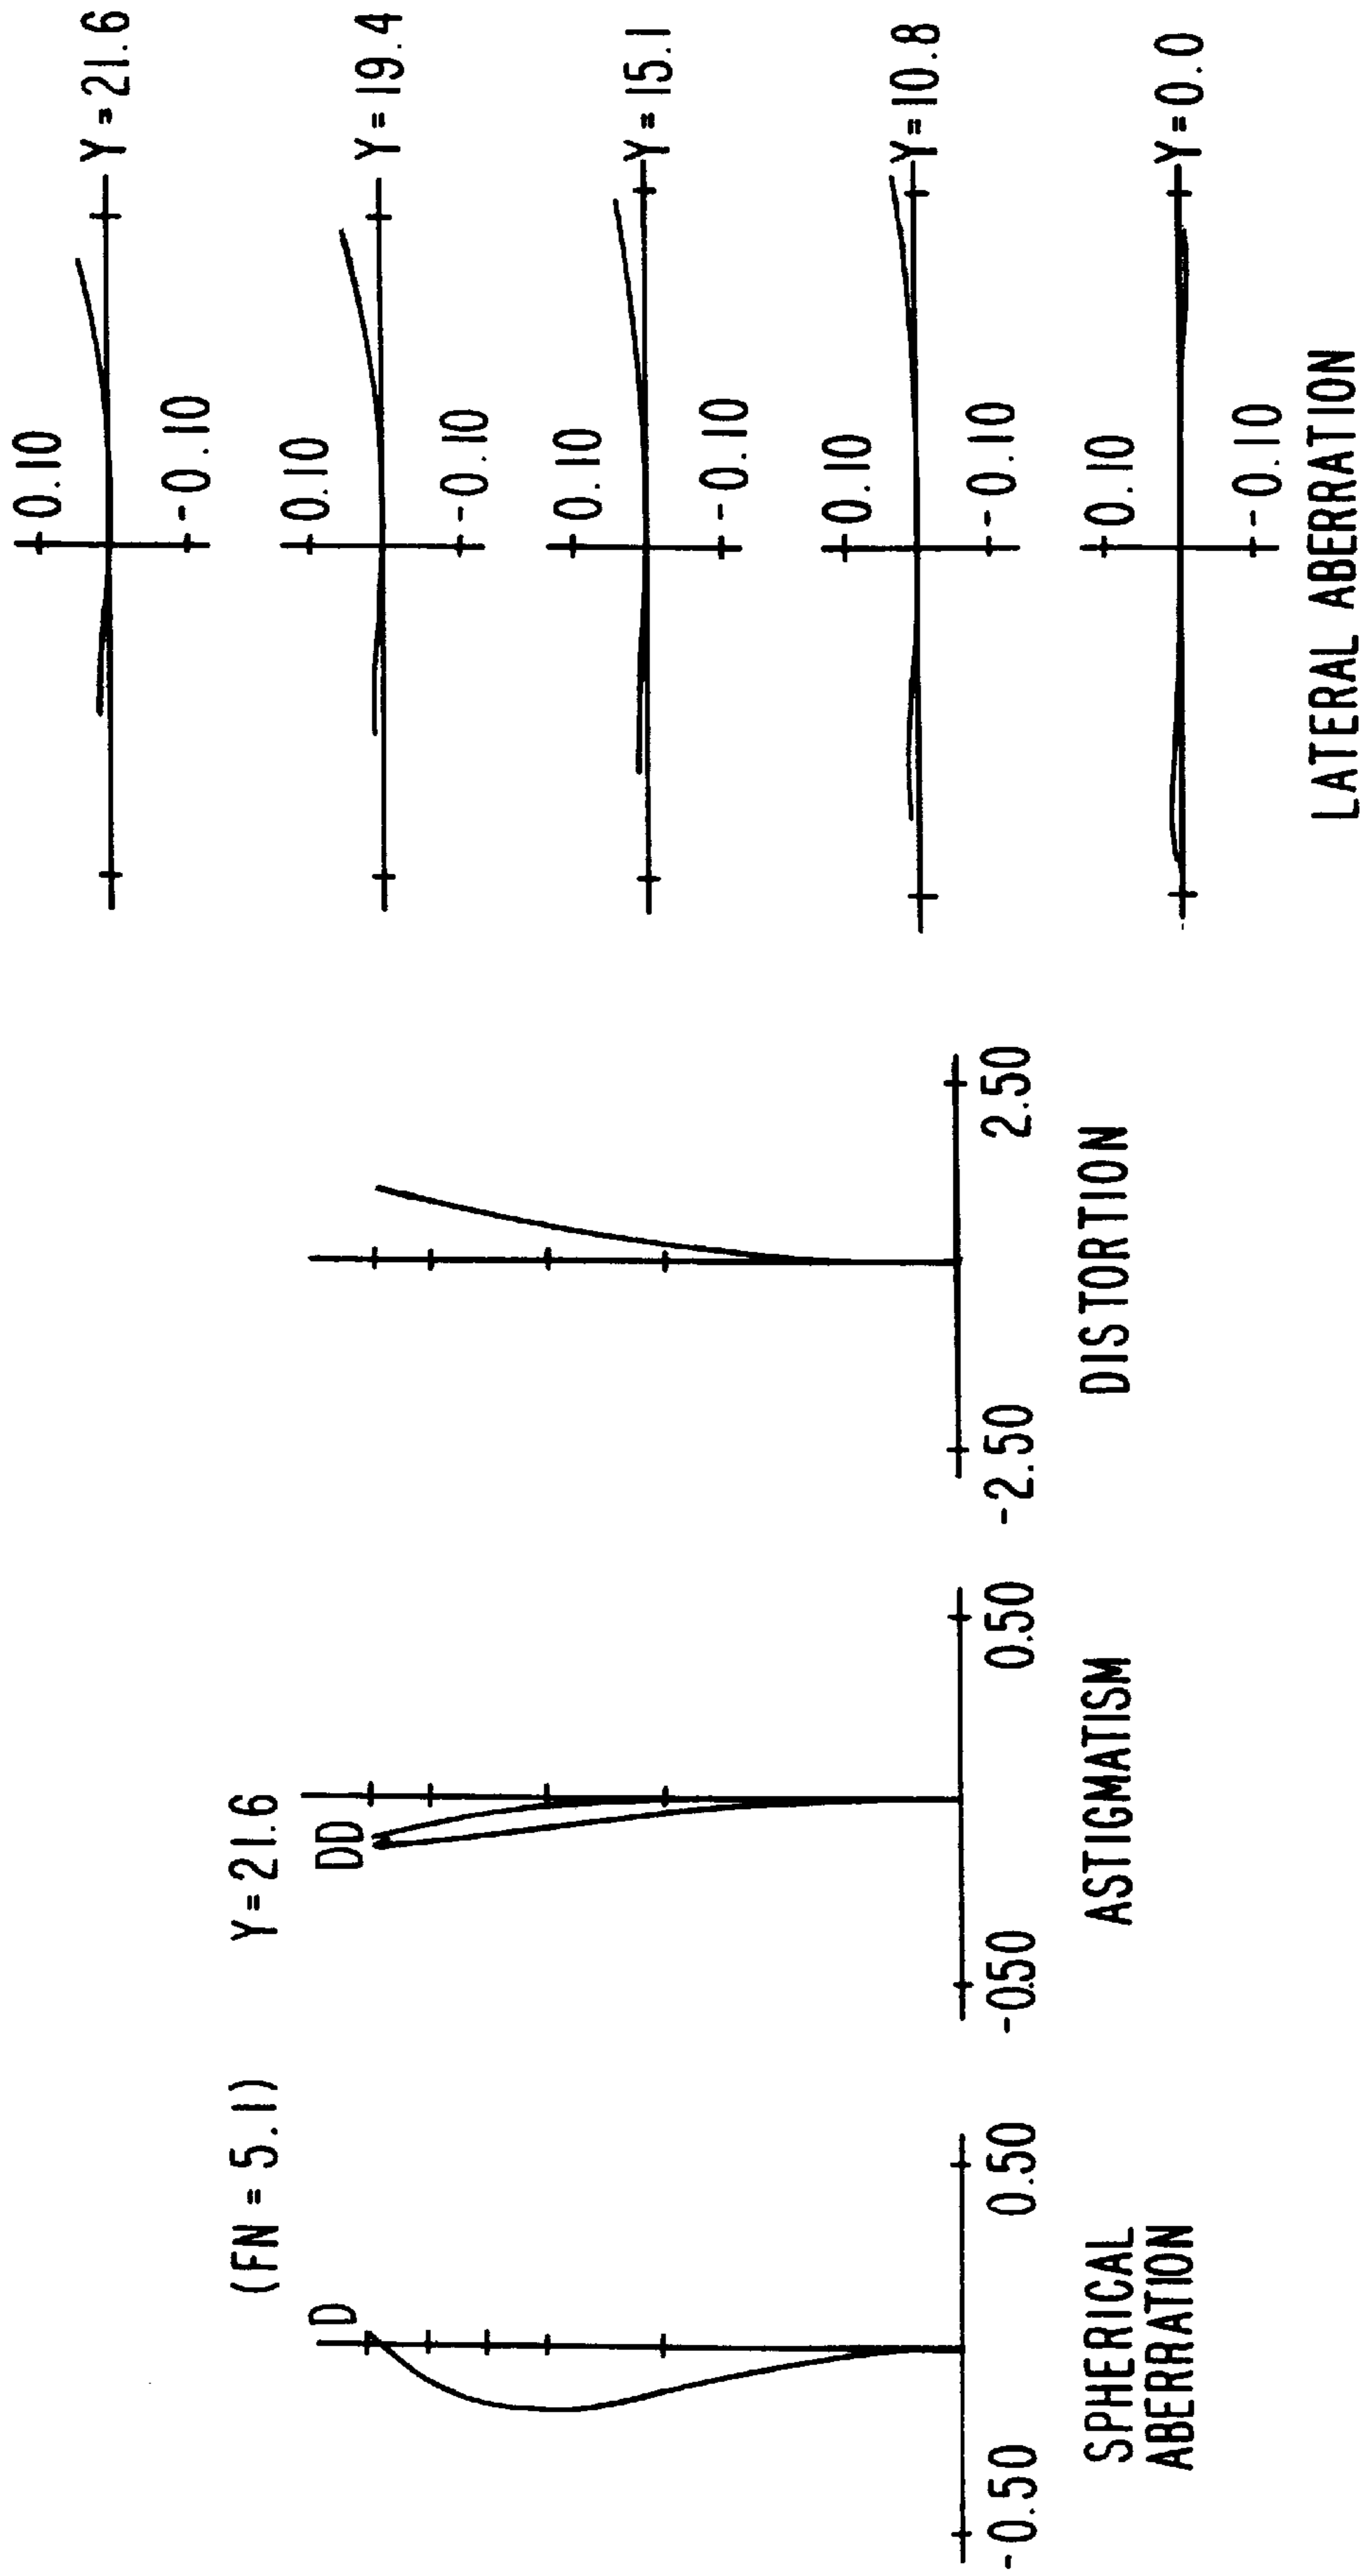 (FN = 5.1)
D
-0.50
0.50
SPHERICAL
ABERRATION
Y=21.6
DD
-0.50
0.50
ASTIGMATISM
-2.50
2.50
DISTORTION
0.10
Y=21.6
-0.10
0.10
Y=19.4
-0.10
0.10
Y=15.1
-0.10
0.10
Y=10.8
-0.10
0.10
Y=0.0
-0.10
LATERAL ABERRATION